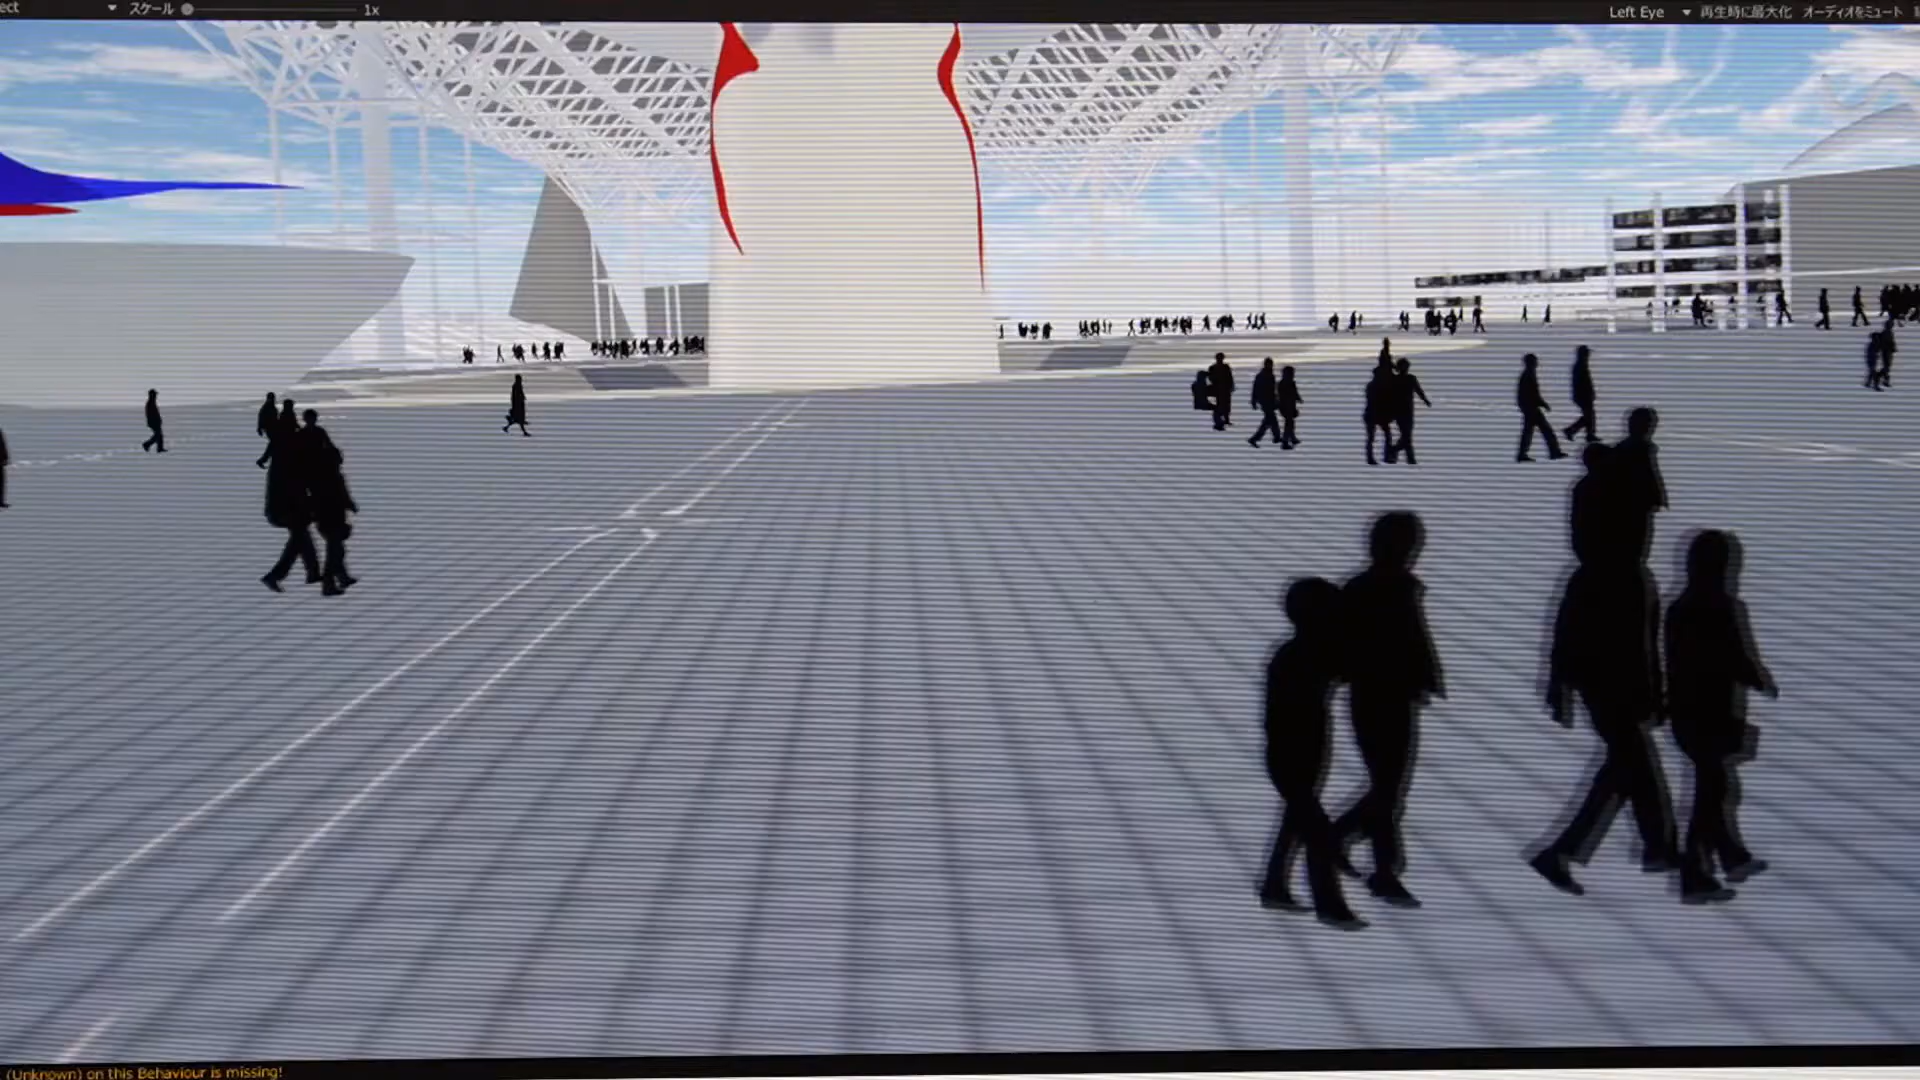 ect スケール 1x Left Eye 再生時に最大化 オーディオをミュート
(Unknown) on this Behaviour is missing!